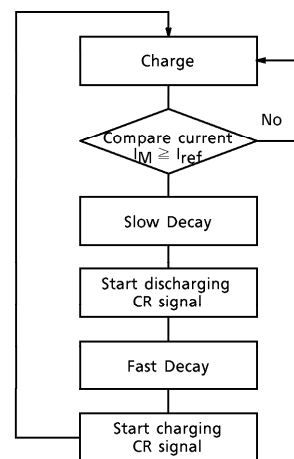 Charge
No
Compare current
IM ≧ Iref
Slow Decay
Start discharging
CR signal
Fast Decay
Start charging
CR signal